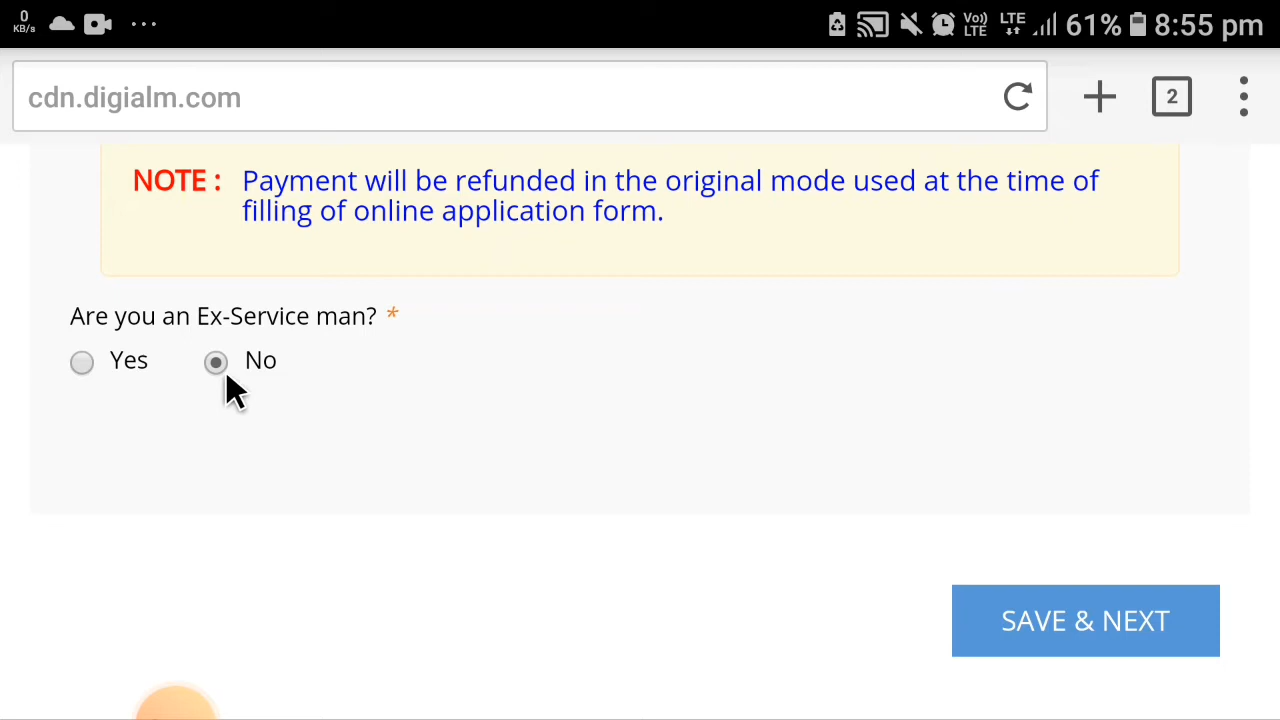 0
KB/s
Vo))
LTE
LTE
61%
8:55 pm
cdn.digialm.com
2
NOTE : Payment will be refunded in the original mode used at the time of
filling of online application form.
Are you an Ex-Service man? *
Yes No
SAVE & NEXT